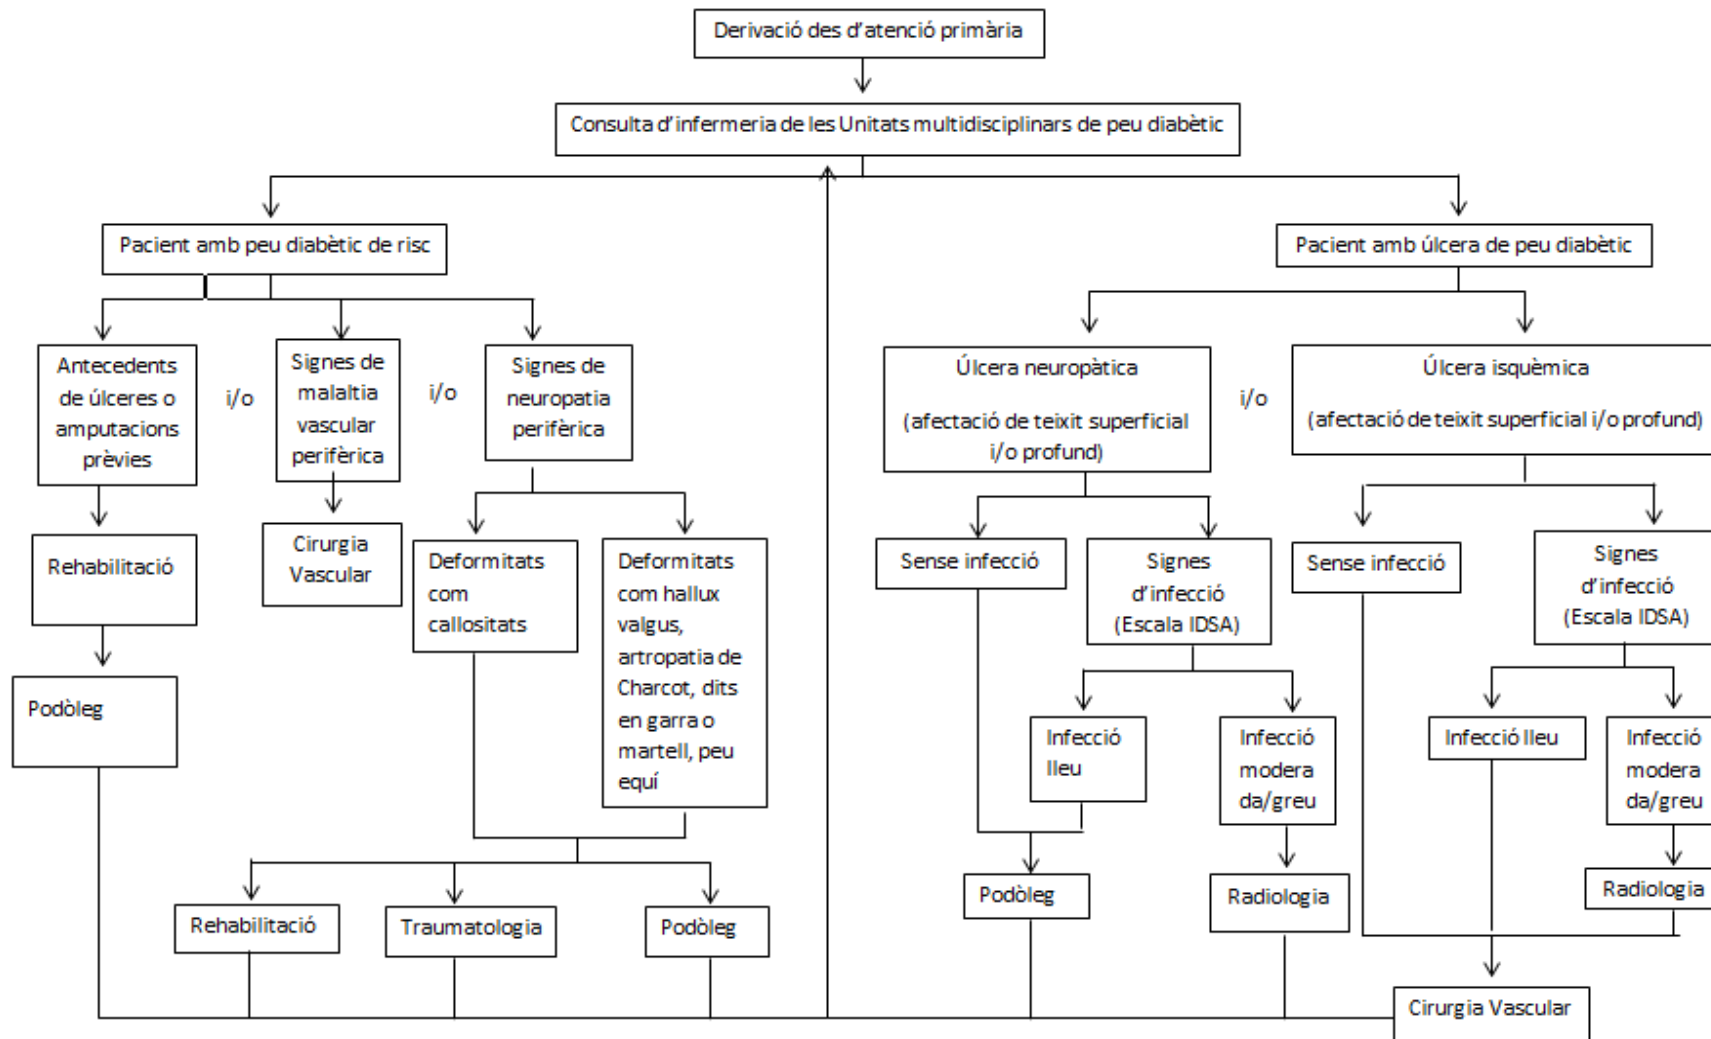 Derivació des d'atenció primària
Consulta d'infermeria de les Unitats multidisciplinars de peu diabètic
Pacient amb peu diabètic de risc
Pacient amb úlcera de peu diabètic
Antecedents
de úlceres o
amputacions
prèvies
i/o
Signes de
malaltia
vascular
perifèrica
i/o
Signes de
neuropatia
perifèrica
Úlcera neuropàtica
(afectació de teixit superficial
i/o profund)
i/o
Úlcera isquèmica
(afectació de teixit superficial i/o profund)
Rehabilitació
Cirurgia
Vascular
Deformitats
com
callositats
Deformitats
com hallux
valgus,
artropatia de
Charcot, dits
en garra o
martell, peu
equí
Sense infecció
Signes
d'infecció
(Escala IDSA)
Sense infecció
Signes
d'infecció
(Escala IDSA)
Podòleg
Infecció
lleu
Infecció
modera
da/greu
Infecció lleu
Infecció
modera
da/greu
Rehabilitació
Traumatologia
Podòleg
Podòleg
Radiologia
Radiologia
Cirurgia Vascular